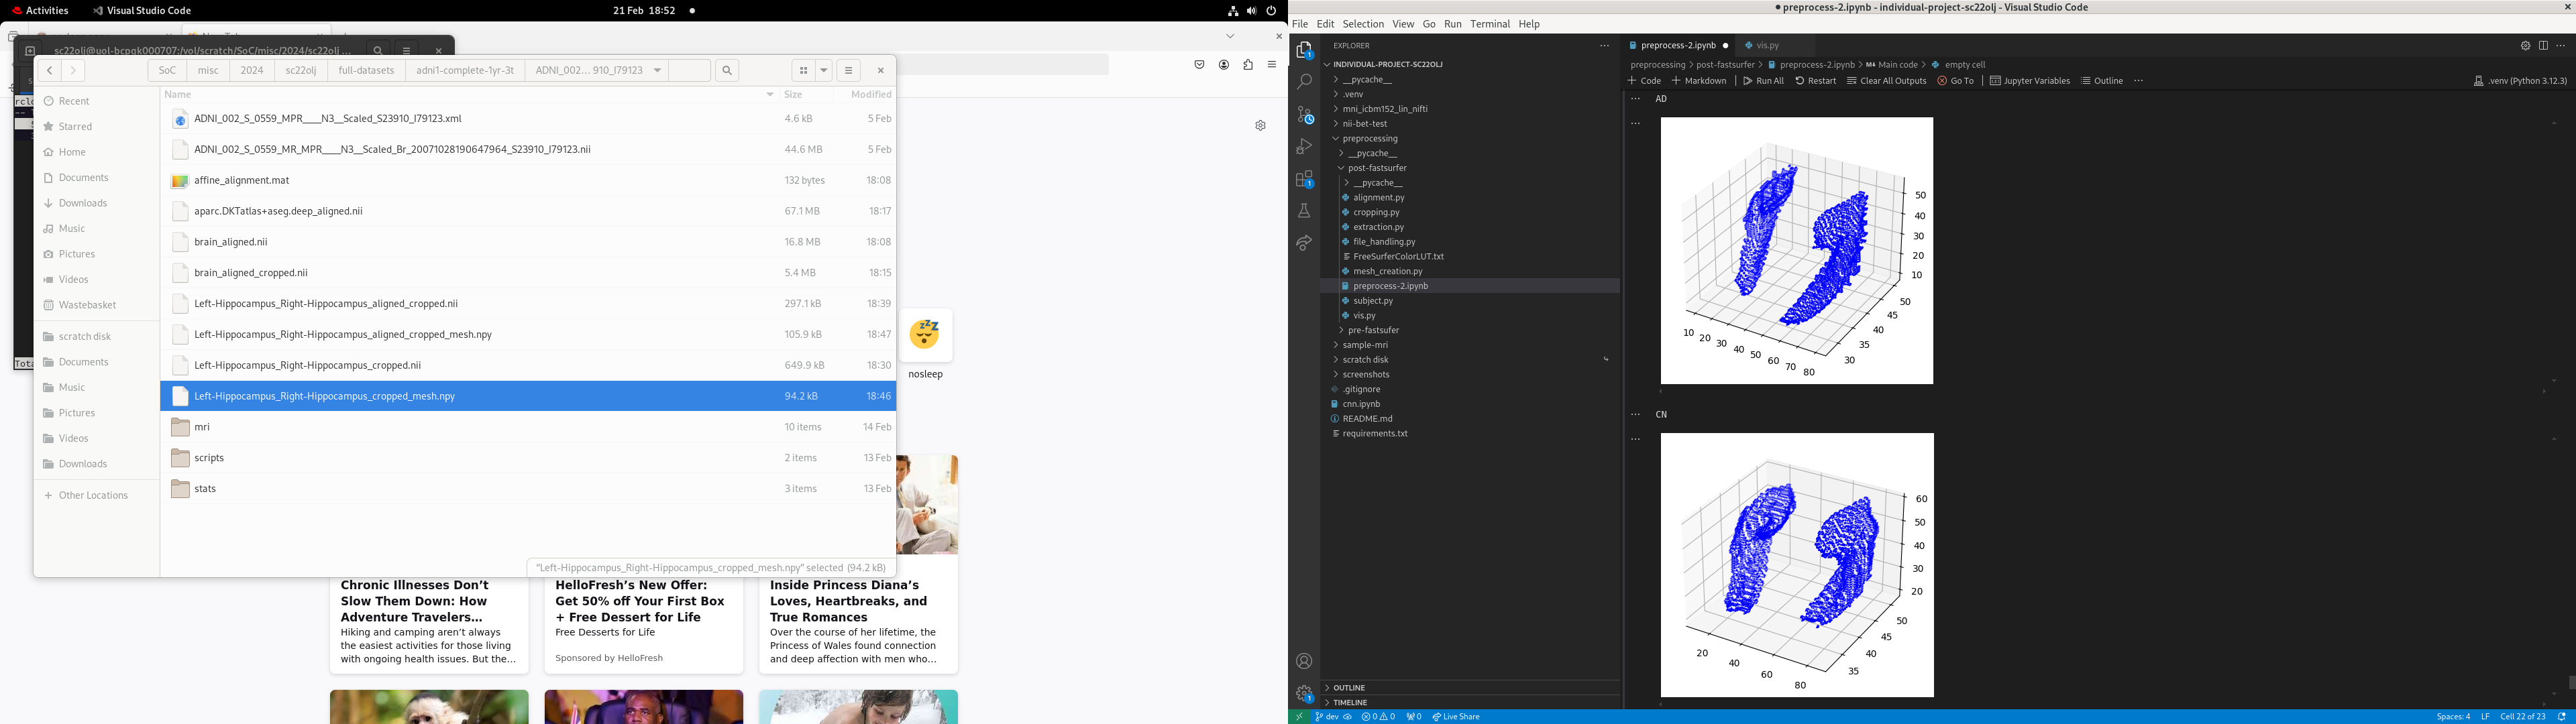 Activities
Visual Studio Code
21 Feb 18:52
sc22olj@uol-bcpqk000707:/vol/scratch/SoC/misc/2024/sc22olj ...
SoC
misc
2024
sc22olj
full-datasets
adni1-complete-1yr-3t
ADNI_002... 910_I79123
Recent
Starred
Home
Documents
Downloads
Music
Pictures
Videos
Wastebasket
scratch disk
Documents
Music
Pictures
Videos
Downloads
Other Locations
Name Size Modified
ADNI_002_S_0559_MPR____N3__Scaled_S23910_I79123.xml 4.6 kB 5 Feb
ADNI_002_S_0559_MR_MPR____N3__Scaled_Br_20071028190647964_S23910_I79123.nii 44.6 MB 5 Feb
affine_alignment.mat 132 bytes 18:08
aparc.DKTatlas+aseg.deep_aligned.nii 67.1 MB 18:17
brain_aligned.nii 16.8 MB 18:08
brain_aligned_cropped.nii 5.4 MB 18:15
Left-Hippocampus_Right-Hippocampus_aligned_cropped.nii 297.1 kB 18:39
Left-Hippocampus_Right-Hippocampus_aligned_cropped_mesh.npy 105.9 kB 18:47
Left-Hippocampus_Right-Hippocampus_cropped.nii 649.9 kB 18:30
Left-Hippocampus_Right-Hippocampus_cropped_mesh.npy 94.2 kB 18:46
mri 10 items 14 Feb
scripts 2 items 13 Feb
stats 3 items 13 Feb
"Left-Hippocampus_Right-Hippocampus_cropped_mesh.npy" selected (94.2 kB)
nosleep
Chronic Illnesses Don't
Slow Them Down: How
Adventure Travelers...
Hiking and camping aren't always
the easiest activities for those living
with ongoing health issues. But the...
HelloFresh's New Offer:
Get 50% off Your First Box
+ Free Dessert for Life
Free Desserts for Life
Sponsored by HelloFresh
Inside Princess Diana's
Loves, Heartbreaks, and
True Romances
Over the course of her lifetime, the
Princess of Wales found connection
and deep affection with men who...
preprocess-2.ipynb - individual-project-sc22olj - Visual Studio Code
File Edit Selection View Go Run Terminal Help
EXPLORER
INDIVIDUAL-PROJECT-SC22OLJ
__pycache__
.venv
mni_icbm152_lin_nifti
nii-bet-test
preprocessing
__pycache__
post-fastsurfer
__pycache__
alignment.py
cropping.py
extraction.py
file_handling.py
FreeSurferColorLUT.txt
mesh_creation.py
preprocess-2.ipynb
subject.py
vis.py
pre-fastsufer
sample-mri
scratch disk
screenshots
.gitignore
cnn.ipynb
README.md
requirements.txt
OUTLINE
TIMELINE
preprocess-2.ipynb
vis.py
preprocessing > post-fastsurfer > preprocess-2.ipynb > Main code > empty cell
Code Markdown Run All Restart Clear All Outputs Go To Jupyter Variables Outline
.venv (Python 3.12.3)
AD
50
40
30
20
10
50
45
40
35
30
10 20 30 40 50 60 70 80
CN
60
50
40
30
20
50
45
40
35
20 40 60 80
dev 0 0 0 Live Share
Spaces: 4 LF Cell 22 of 23